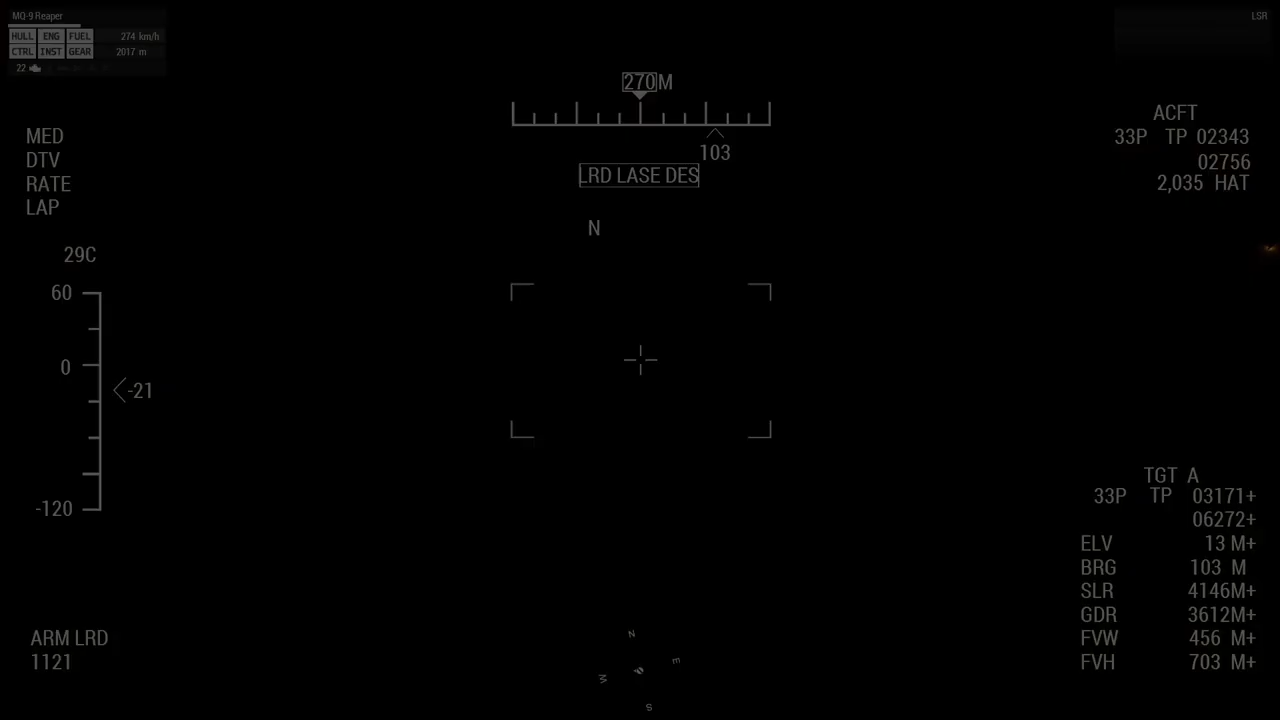 MQ-9 Reaper
LSR
HULL ENG FUEL 274 km/h
CTRL INST GEAR 2017 m
22
270 M
103
LRD LASE DES
N
MED
DTV
RATE
LAP
29C
60
0
-21
-120
ACFT
33P TP 02343
02756
2,035 HAT
TGT A
33P TP 03171+
06272+
ELV 13 M+
BRG 103 M
SLR 4146M+
GDR 3612M+
FVW 456 M+
FVH 703 M+
ARM LRD
1121
N
E
W
S